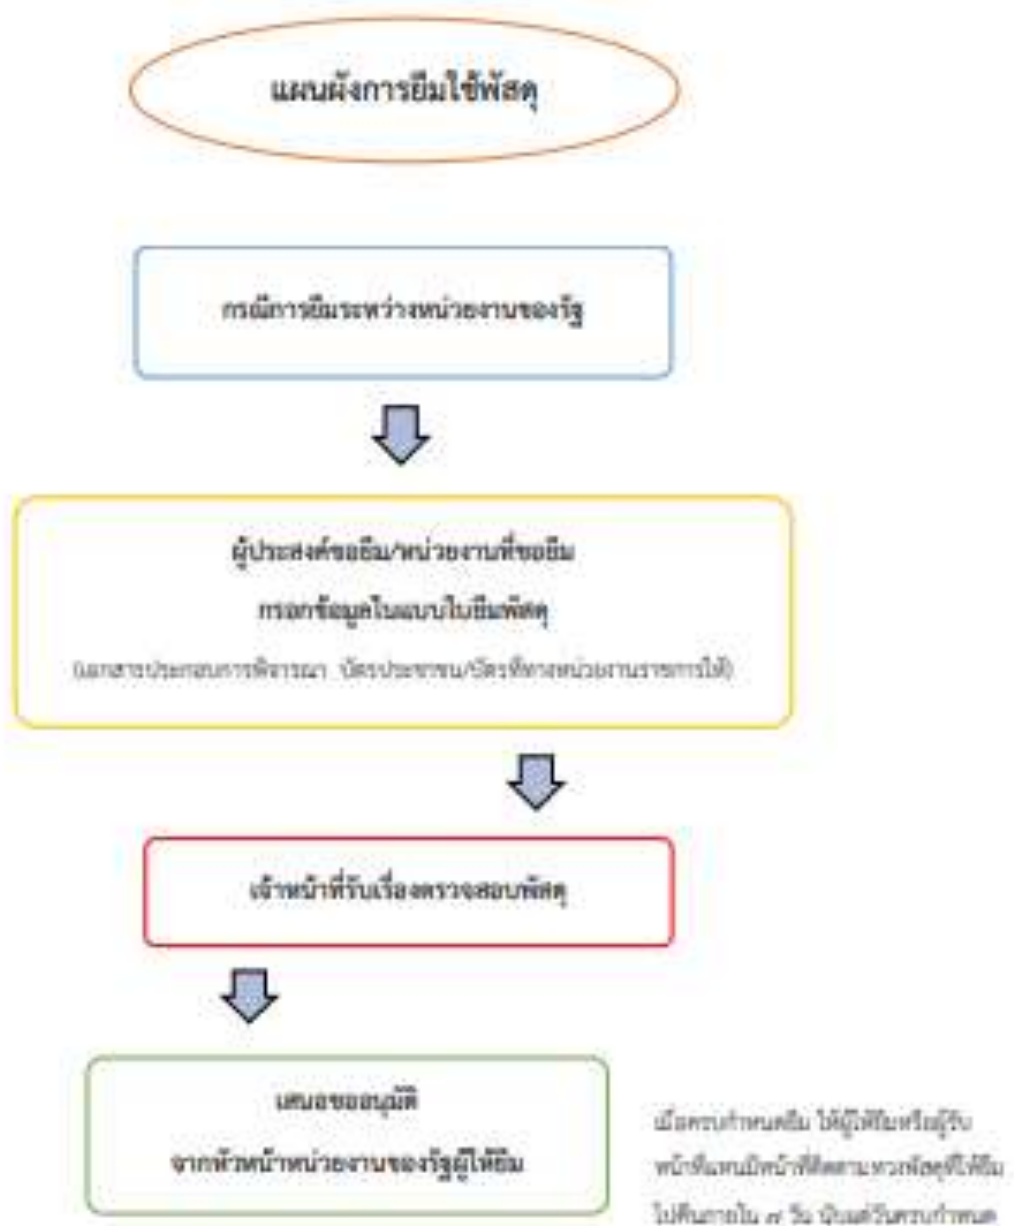 แผนผังการยืมใช้พัสดุ
กรณีการยืมระหว่างหน่วยงานของรัฐ
ผู้ประสงค์ขอยืม/หน่วยงานที่ขอยืม
กรอกข้อมูลในแบบใบยืมพัสดุ
(เอกสารประกอบการพิจารณา บัตรประชาชน/บัตรที่ทางหน่วยงานราชการให้)
เจ้าหน้าที่รับเรื่องตรวจสอบพัสดุ
เสนอขออนุมัติ
จากหัวหน้าหน่วยงานของรัฐผู้ให้ยืม
เมื่อครบกำหนดยืม ให้ผู้ให้ยืมหรือผู้รับ
หน้าที่แทนมีหน้าที่ติดตามทวงพัสดุที่ให้ยืม
ไปคืนภายใน ๗ วัน นับแต่วันครบกำหนด